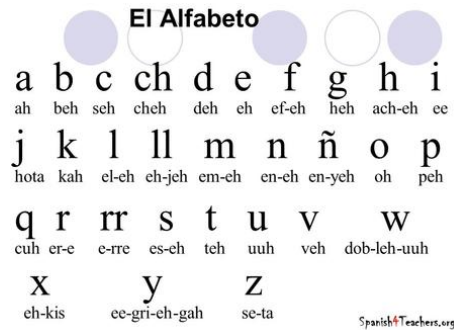 El Alfabeto
a b c ch d e f g h i
ah beh seh cheh deh eh ef-eh heh ach-eh ee
j k l ll m n ñ o p
hota kah el-eh eh-jeh em-eh en-eh en-yeh oh peh
q r rr s t u v w
cuh er-e e-rre es-eh teh uuh veh dob-leh-uuh
x y z
eh-kis ee-gri-eh-gah se-ta
Spanish4Teachers.org